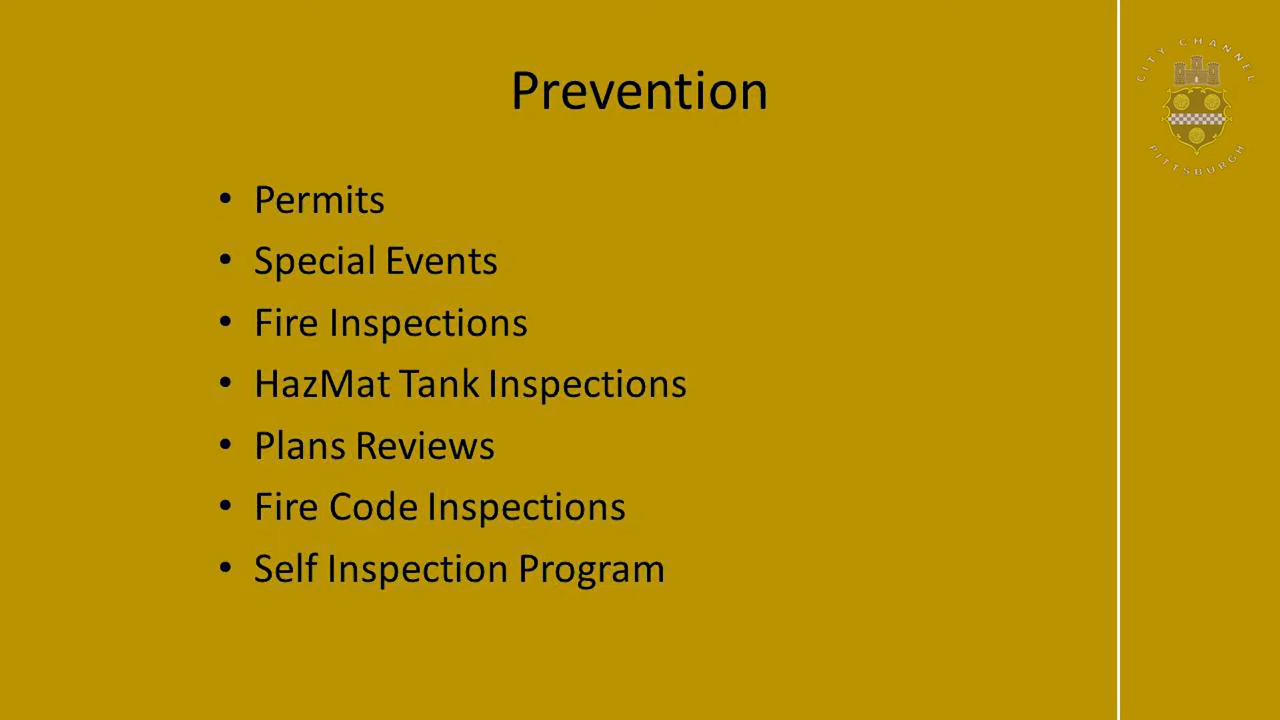 Prevention
• Permits
• Special Events
• Fire Inspections
• HazMat Tank Inspections
• Plans Reviews
• Fire Code Inspections
• Self Inspection Program
CITY CHANNEL
PITTSBURGH